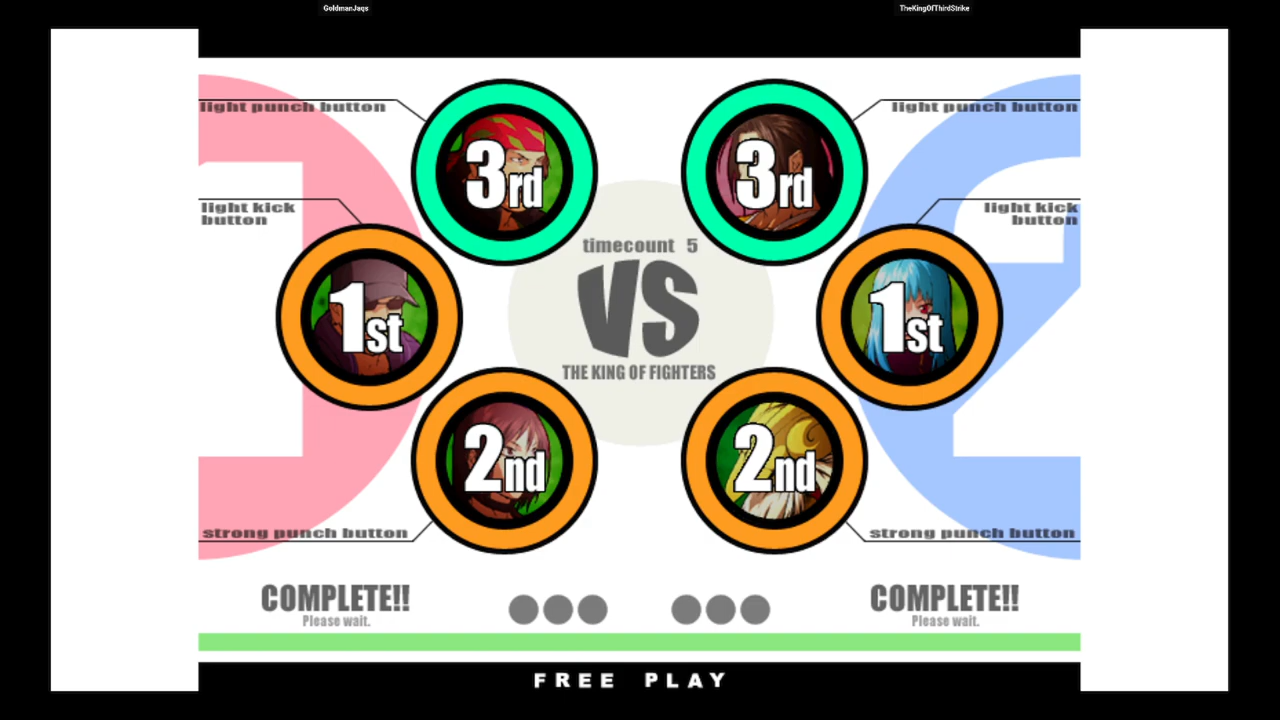 GoldmanJaqs
TheKingOfThirdStrike
light punch button
light punch button
3rd
3rd
light kick
button
light kick
button
timecount 5
VS
THE KING OF FIGHTERS
1st
1st
2nd
2nd
strong punch button
strong punch button
COMPLETE!!
Please wait.
COMPLETE!!
Please wait.
1
2
FREE PLAY